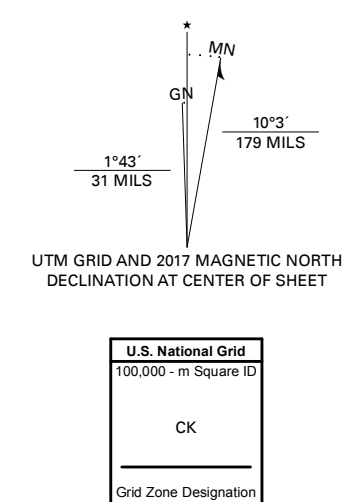 ★
MN
GN
10°3´
179 MILS
1°43´
31 MILS
UTM GRID AND 2017 MAGNETIC NORTH
DECLINATION AT CENTER OF SHEET
U.S. National Grid
100,000 - m Square ID
CK
Grid Zone Designation